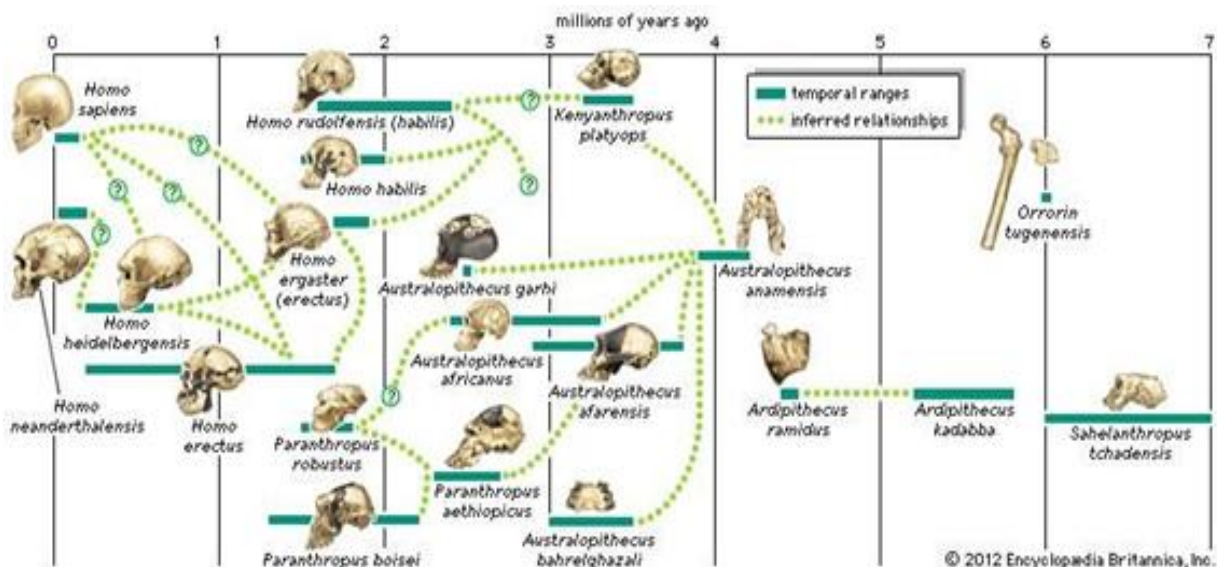 millions of years ago
0 1 2 3 4 5 6 7
Homo
sapiens
Homo rudolfensis (habilis)
Kenyanthropus
platyops
temporal ranges
inferred relationships
?
?
?
?
?
?
Homo habilis
Orrorin
tugenensis
Homo
ergaster
(erectus)
Australopithecus garhi
Australopithecus
anamensis
Homo
heidelbergensis
Australopithecus
africanus
Australopithecus
afarensis
?
Homo
neanderthalensis
Homo
erectus
Paranthropus
robustus
Ardipithecus
ramidus
Ardipithecus
kadabba
Sahelanthropus
tchadensis
Paranthropus
aethiopicus
Paranthropus boisei
Australopithecus
bahrelghazali
© 2012 Encyclopædia Britannica, Inc.